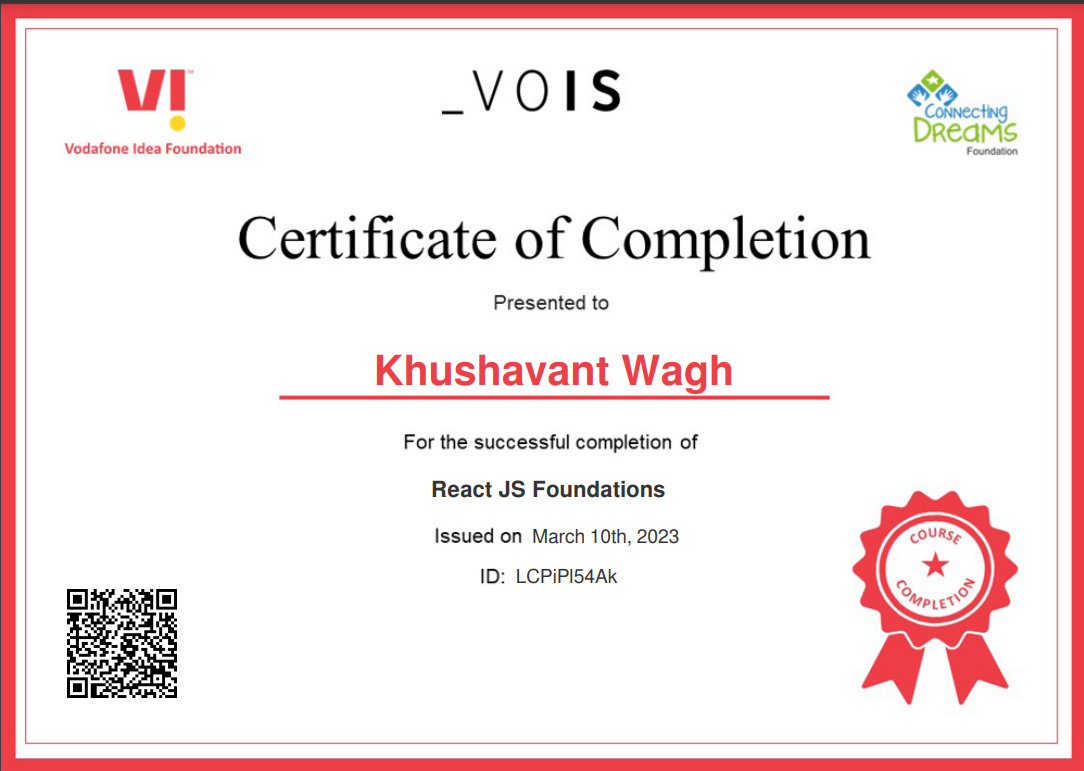 VI™
Vodafone Idea Foundation
_VOIS
CONNECTING
DREAMS
Foundation
Certificate of Completion
Presented to
Khushavant Wagh
For the successful completion of
React JS Foundations
Issued on March 10th, 2023
ID: LCPiPl54Ak
COURSE
COMPLETION